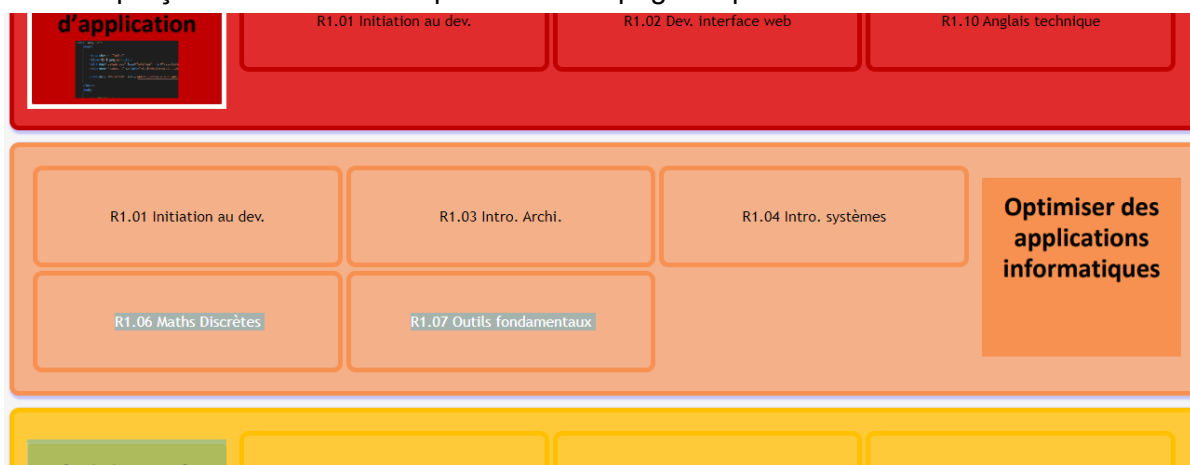 d'application
R1.01 Initiation au dev.
R1.02 Dev. interface web
R1.10 Anglais technique
R1.01 Initiation au dev.
R1.03 Intro. Archi.
R1.04 Intro. systèmes
Optimiser des
applications
informatiques
R1.06 Maths Discrètes
R1.07 Outils fondamentaux